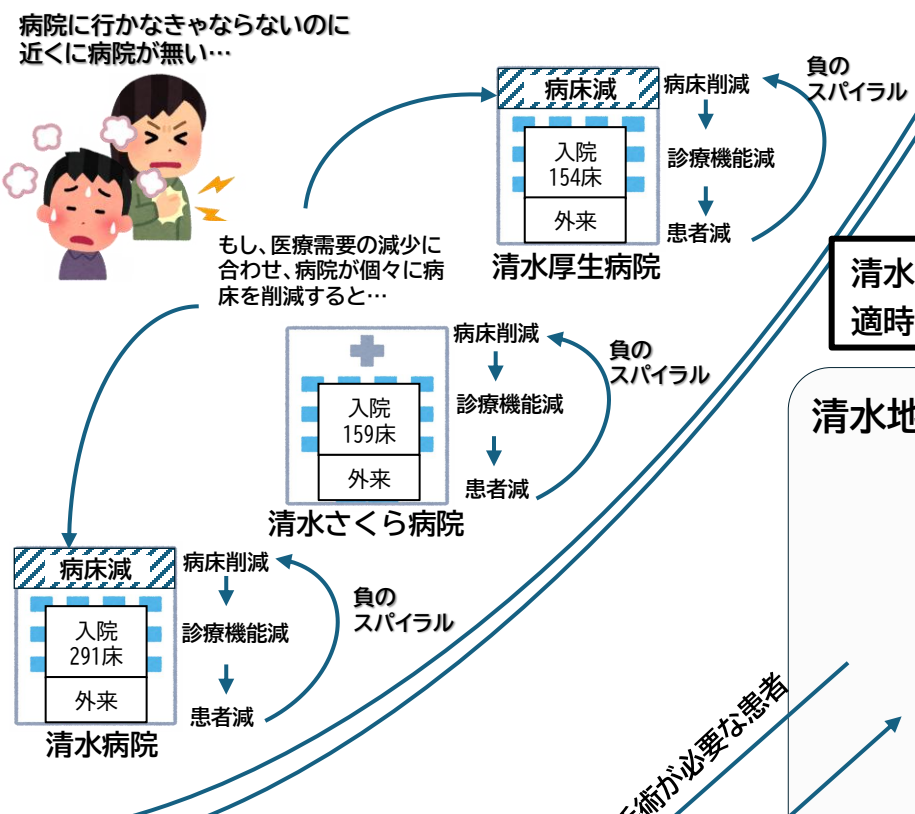 病院に行かなきゃならないのに
近くに病院が無い…
病床減
入院
154床
外来
清水厚生病院
病床削減
診療機能減
患者減
負の
スパイラル
もし、医療需要の減少に
合わせ、病院が個々に病
床を削減すると…
入院
159床
外来
清水さくら病院
病床削減
診療機能減
患者減
負の
スパイラル
病床減
入院
291床
外来
清水病院
病床削減
診療機能減
患者減
負の
スパイラル
清水
適時
清水地
術が必要な患者